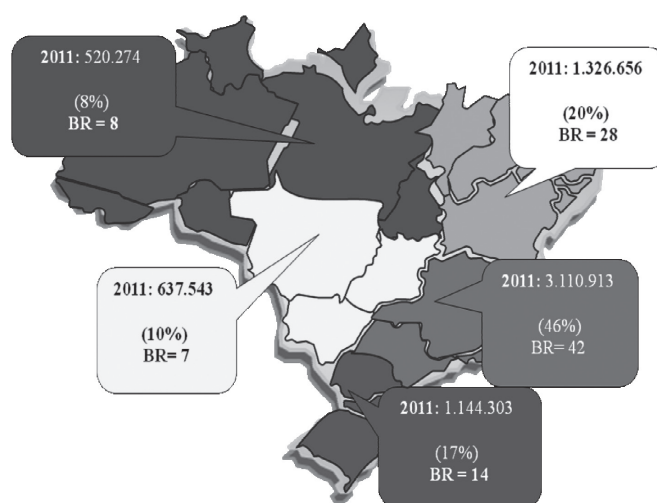 2011: 520.274
(8%)
BR = 8
2011: 1.326.656
(20%)
BR = 28
2011: 637.543
(10%)
BR= 7
2011: 3.110.913
(46%)
BR= 42
2011: 1.144.303
(17%)
BR = 14